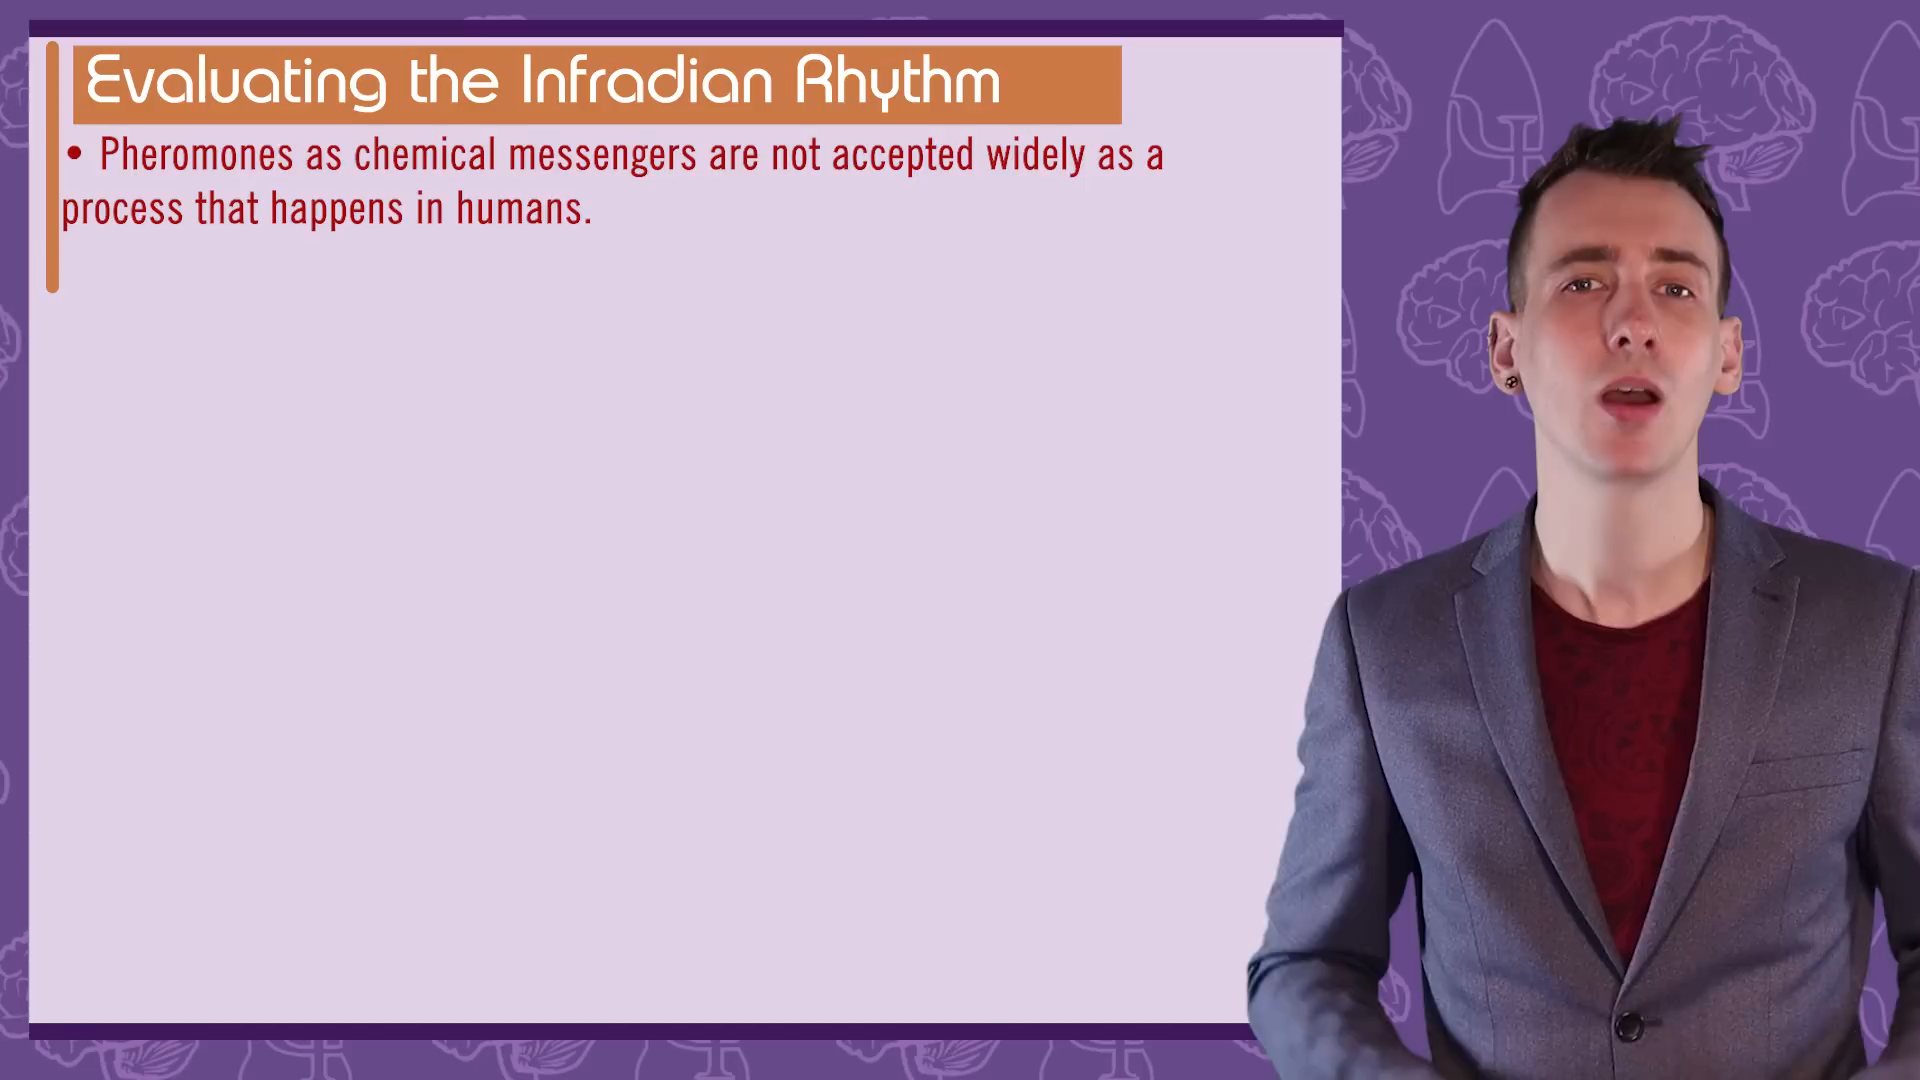 Evaluating the Infradian Rhythm
• Pheromones as chemical messengers are not accepted widely as a
process that happens in humans.